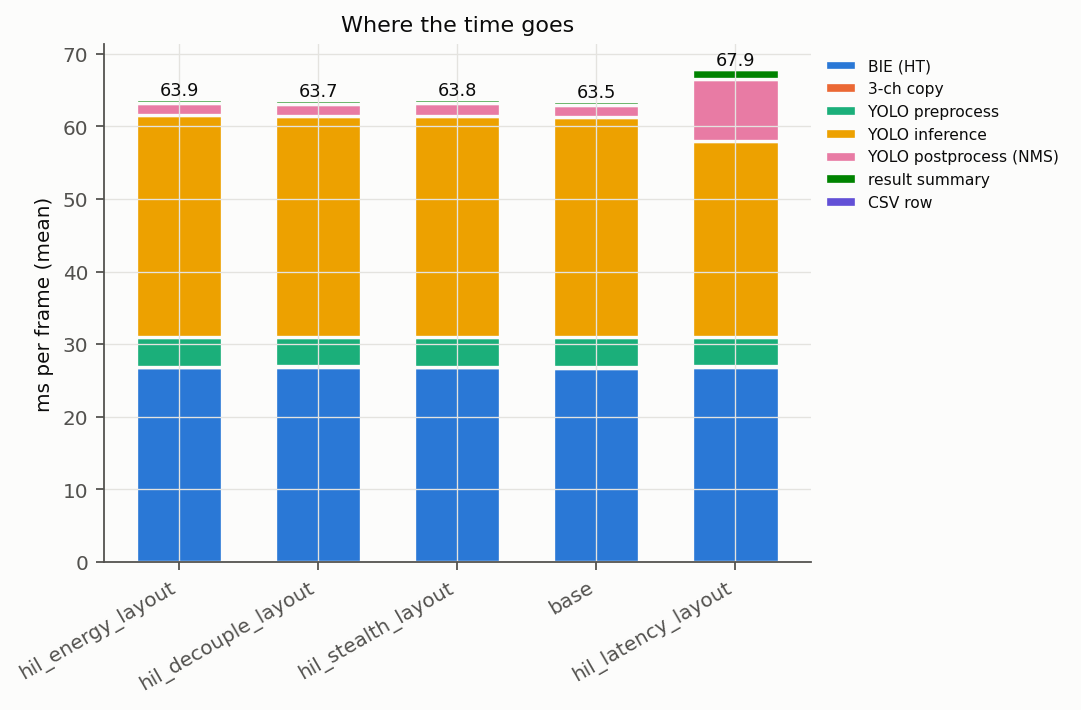 Where the time goes
ms per frame (mean)
70
60
50
40
30
20
10
0
63.9
63.7
63.8
63.5
67.9
hil_energy_layout
hil_decouple_layout
hil_stealth_layout
base
hil_latency_layout
BIE (HT)
3-ch copy
YOLO preprocess
YOLO inference
YOLO postprocess (NMS)
result summary
CSV row